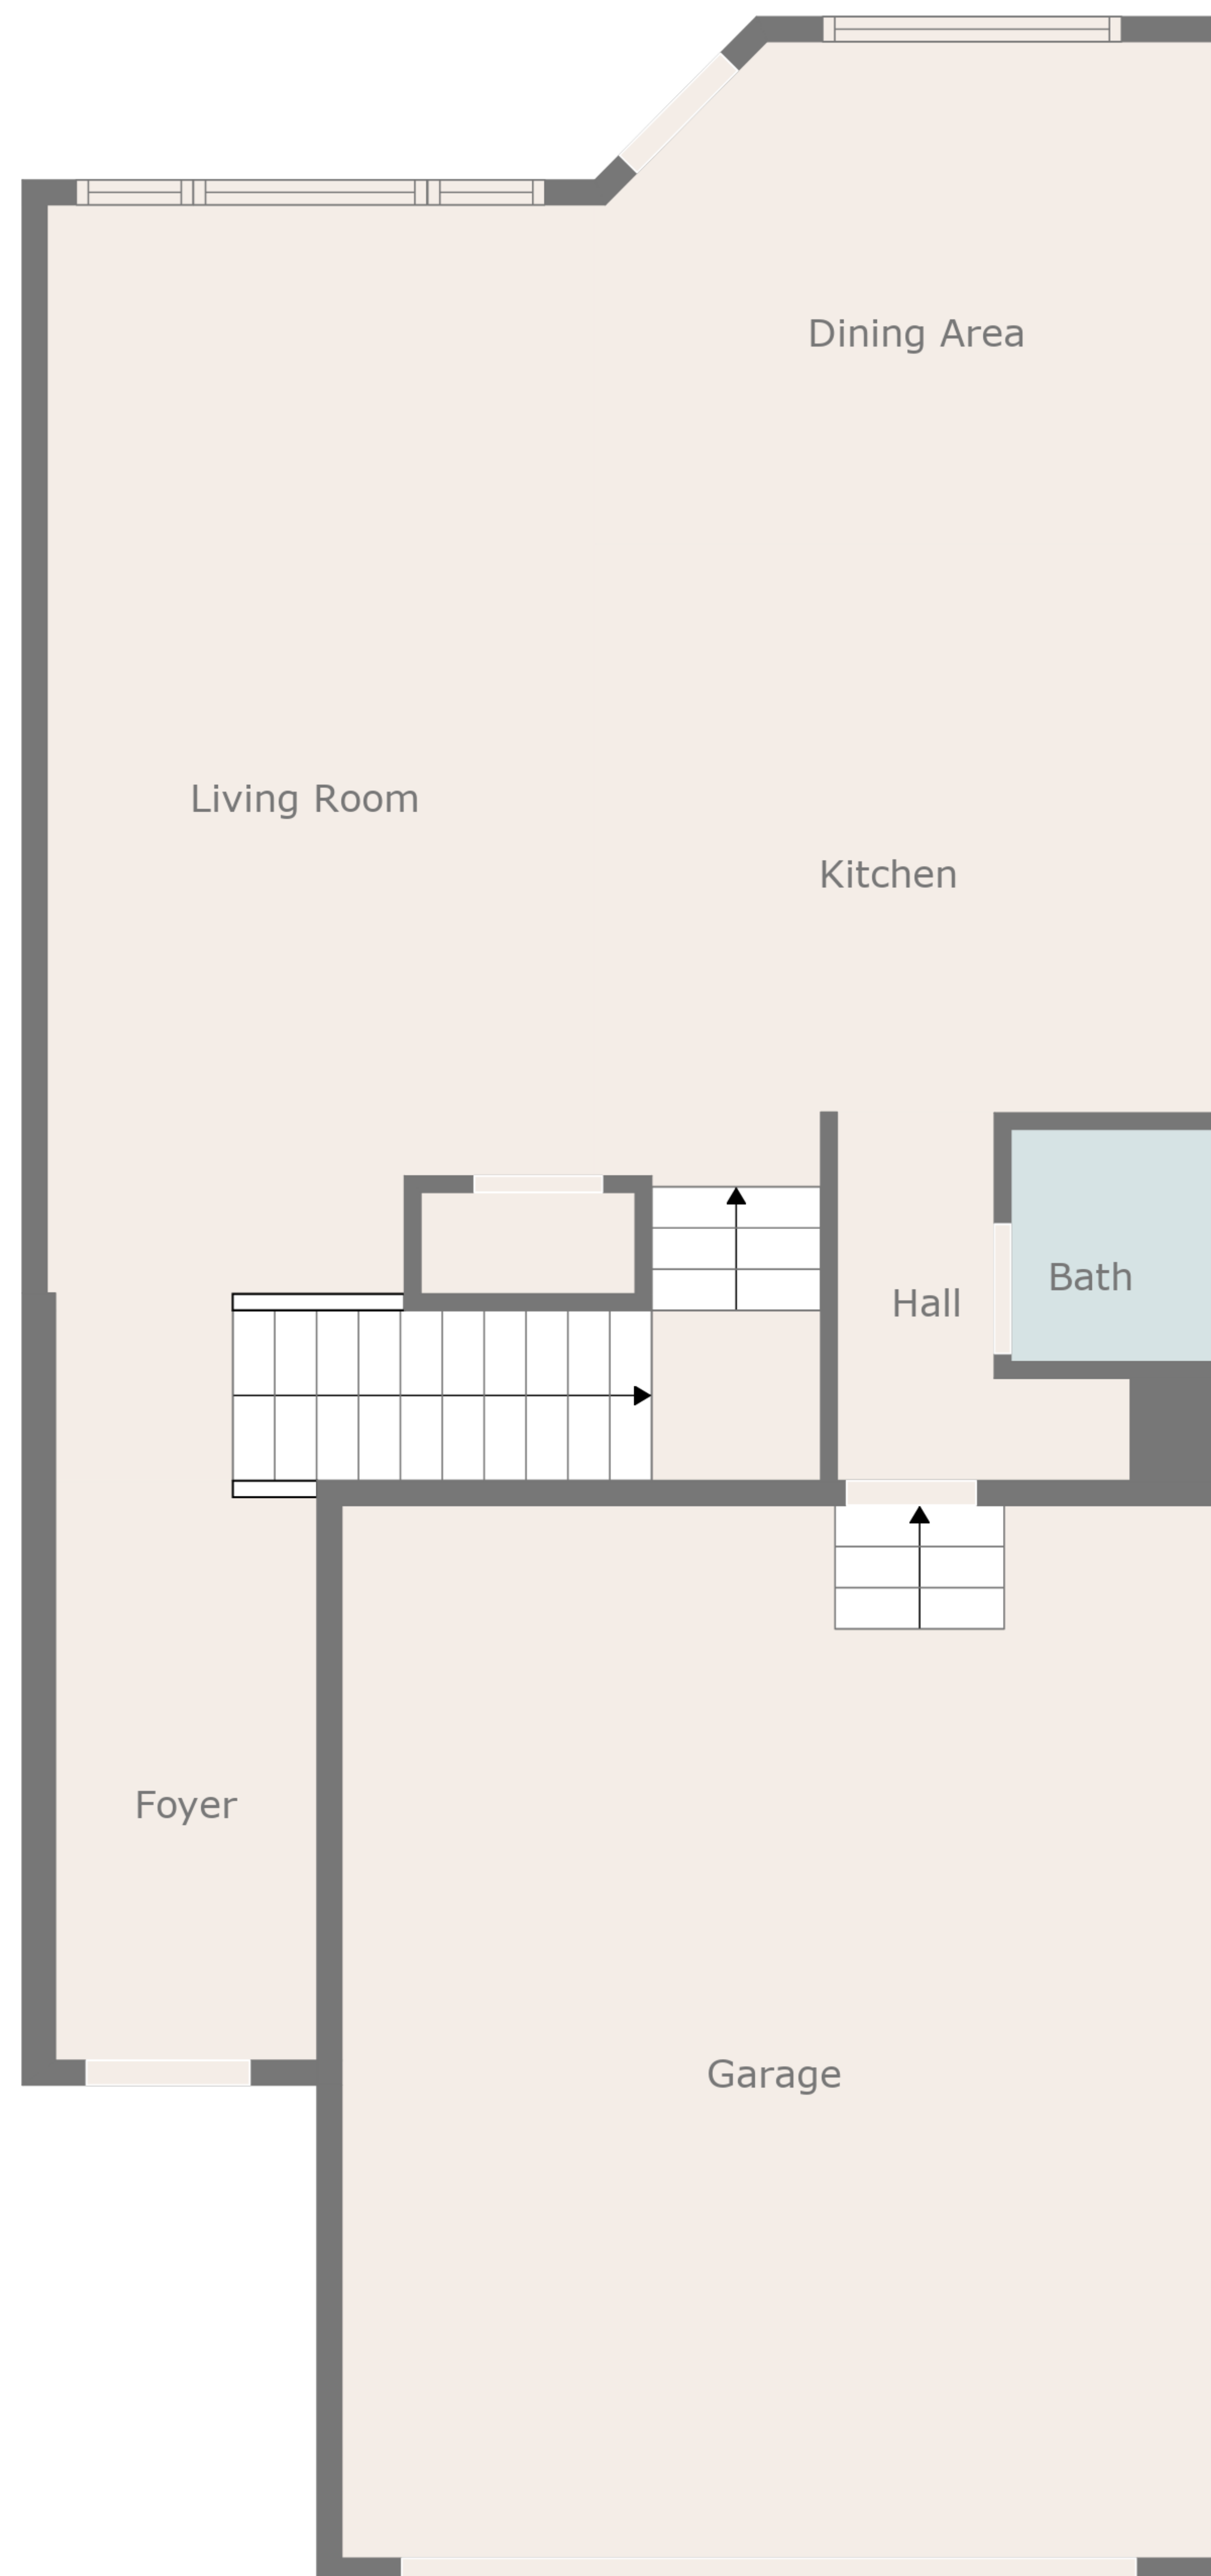 Dining Area
Living Room
Kitchen
Bath
Hall
Foyer
Garage